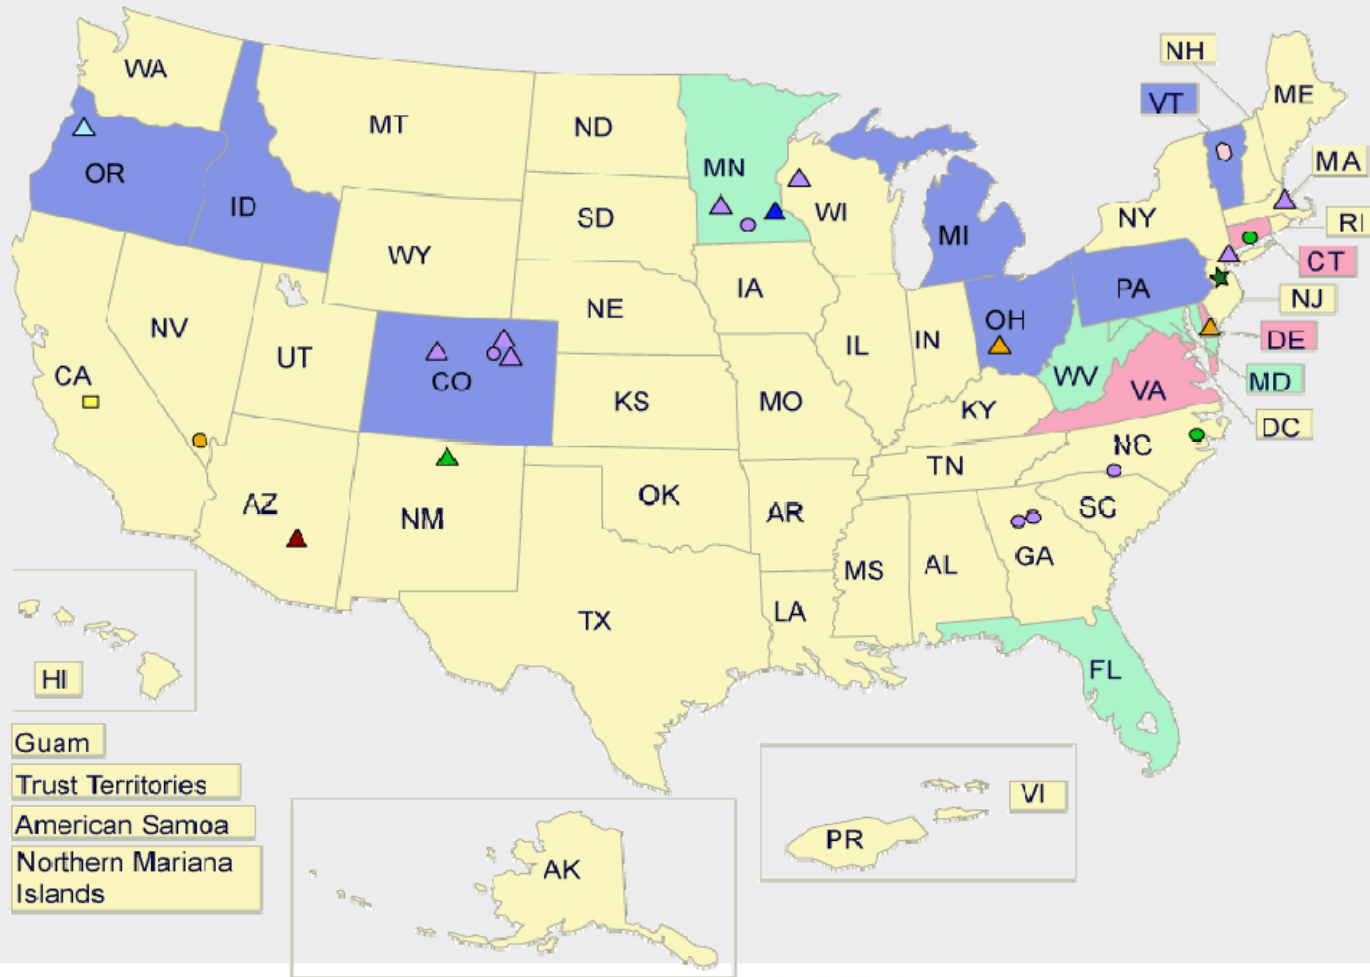 NH
WA
VT
ME
MT
ND
MN
MA
OR
WI
ID
SD
NY
RI
MI
WY
CT
IA
PA
NE
NJ
NV
OH
IL
IN
UT
DE
CA
CO
WV
MD
VA
KS
MO
KY
DC
NC
TN
OK
AZ
NM
AR
SC
GA
MS
AL
TX
LA
FL
HI
Guam
Trust Territories
VI
American Samoa
PR
Northern Mariana
Islands
AK